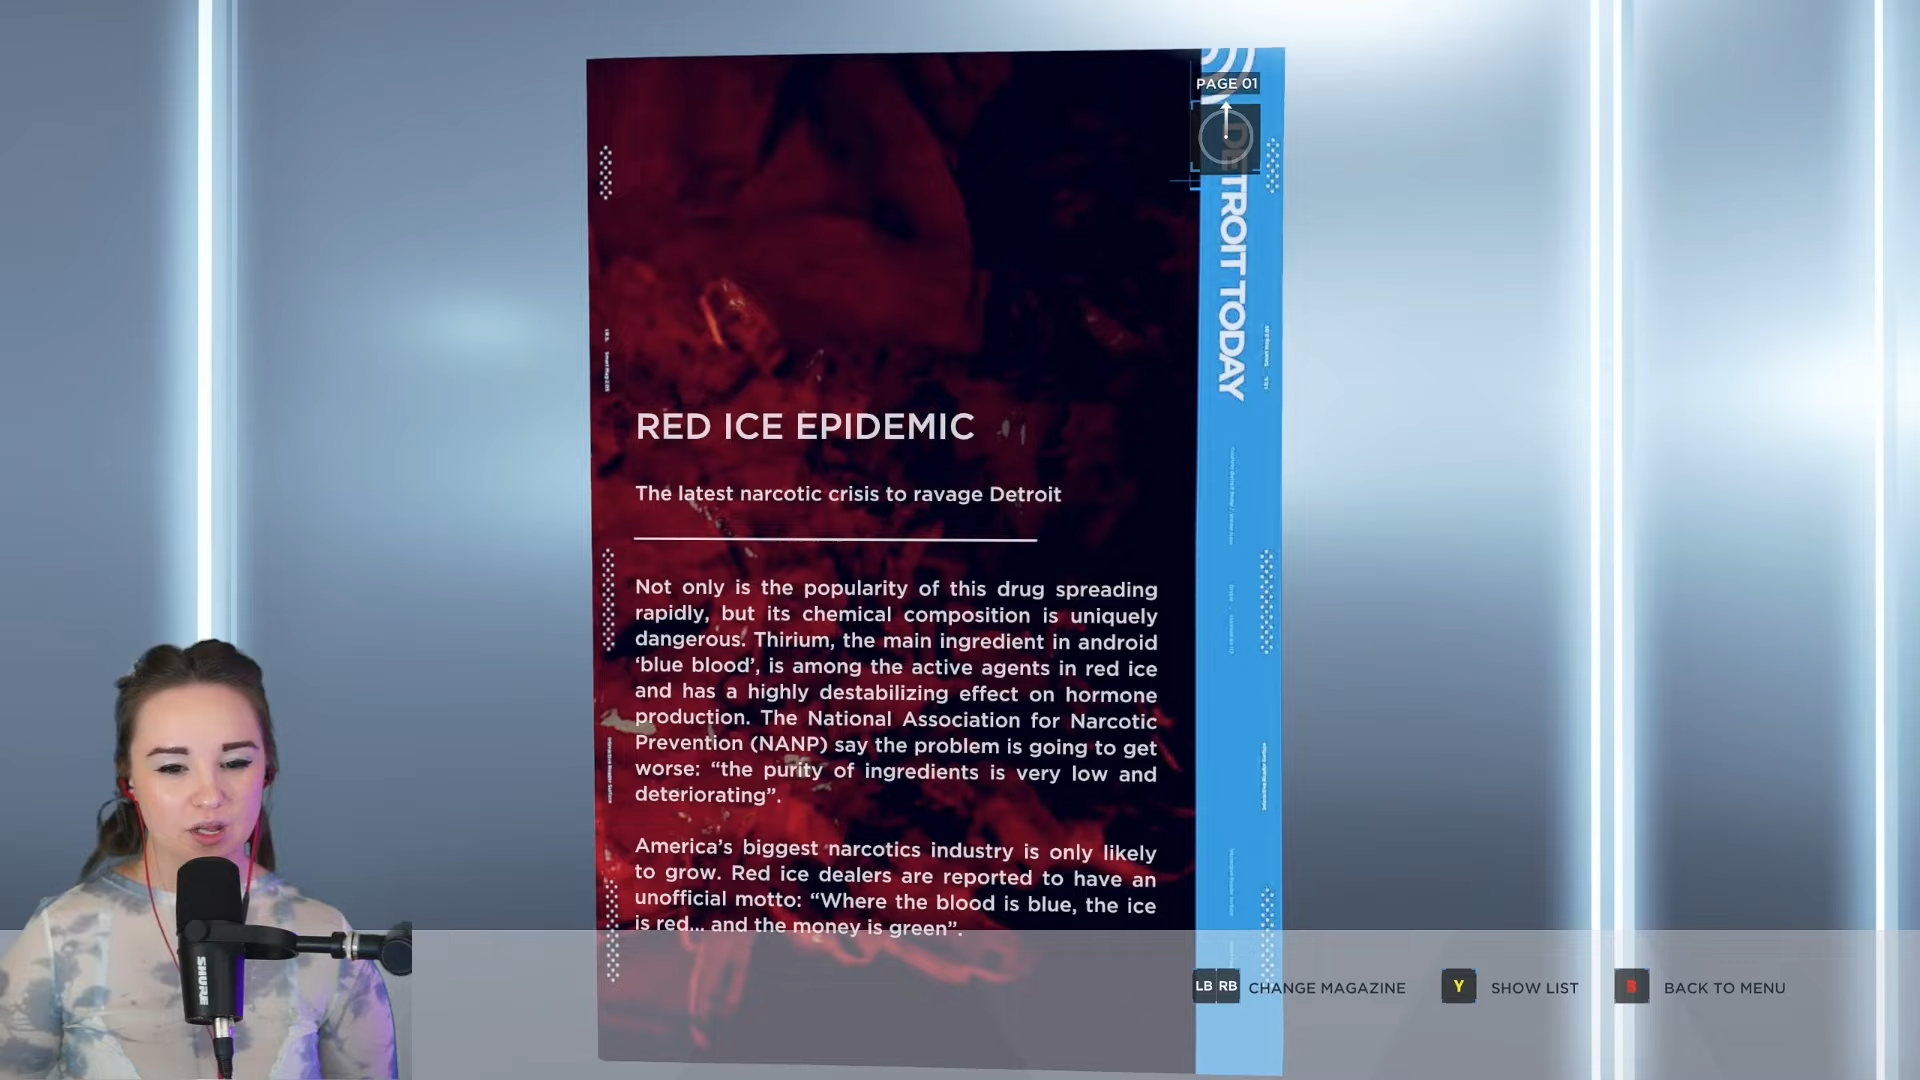 PAGE 01
DETROIT TODAY
RED ICE EPIDEMIC
The latest narcotic crisis to ravage Detroit
Not only is the popularity of this drug spreading
rapidly, but its chemical composition is uniquely
dangerous. Thirium, the main ingredient in android
‘blue blood’, is among the active agents in red ice
and has a highly destabilizing effect on hormone
production. The National Association for Narcotic
Prevention (NANP) say the problem is going to get
worse: “the purity of ingredients is very low and
deteriorating”.
America’s biggest narcotics industry is only likely
to grow. Red ice dealers are reported to have an
unofficial motto: “Where the blood is blue, the ice
is red... and the money is green”.
SHURE
LB RB CHANGE MAGAZINE Y SHOW LIST B BACK TO MENU